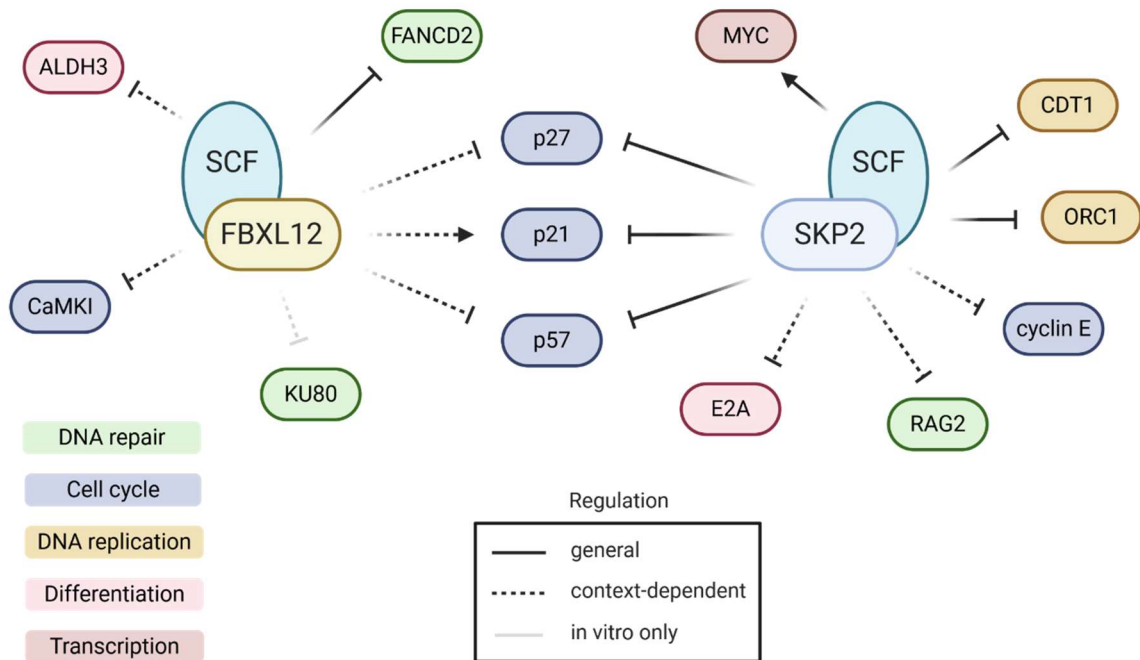 FANCD2
MYC
ALDH3
CDT1
SCF
p27
SCF
FBXL12
p21
SKP2
ORC1
CaMKI
p57
cyclin E
KU80
E2A
RAG2
DNA repair
Cell cycle
DNA replication
Differentiation
Transcription
Regulation
general
context-dependent
in vitro only